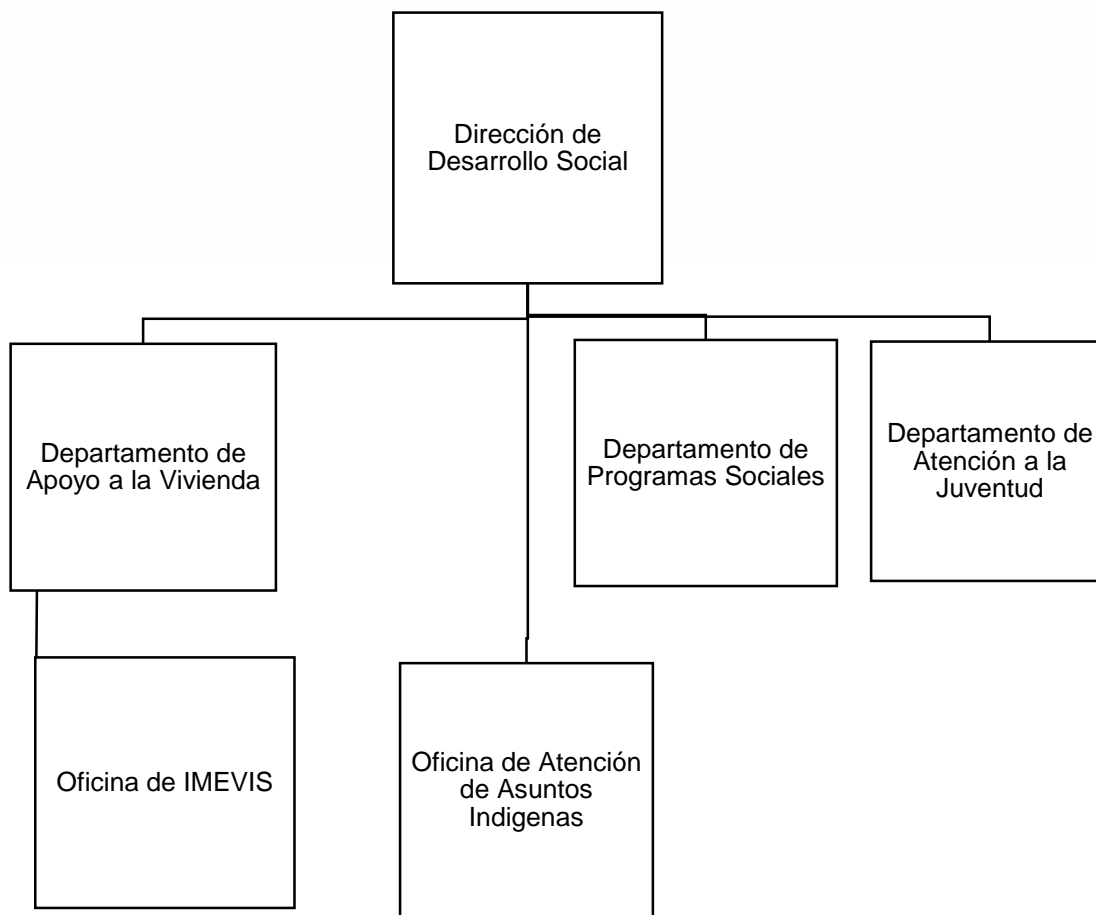 Dirección de
Desarrollo Social
Departamento de
Apoyo a la Vivienda
Departamento de
Programas Sociales
Departamento de
Atención a la
Juventud
Oficina de IMEVIS
Oficina de Atención
de Asuntos
Indigenas